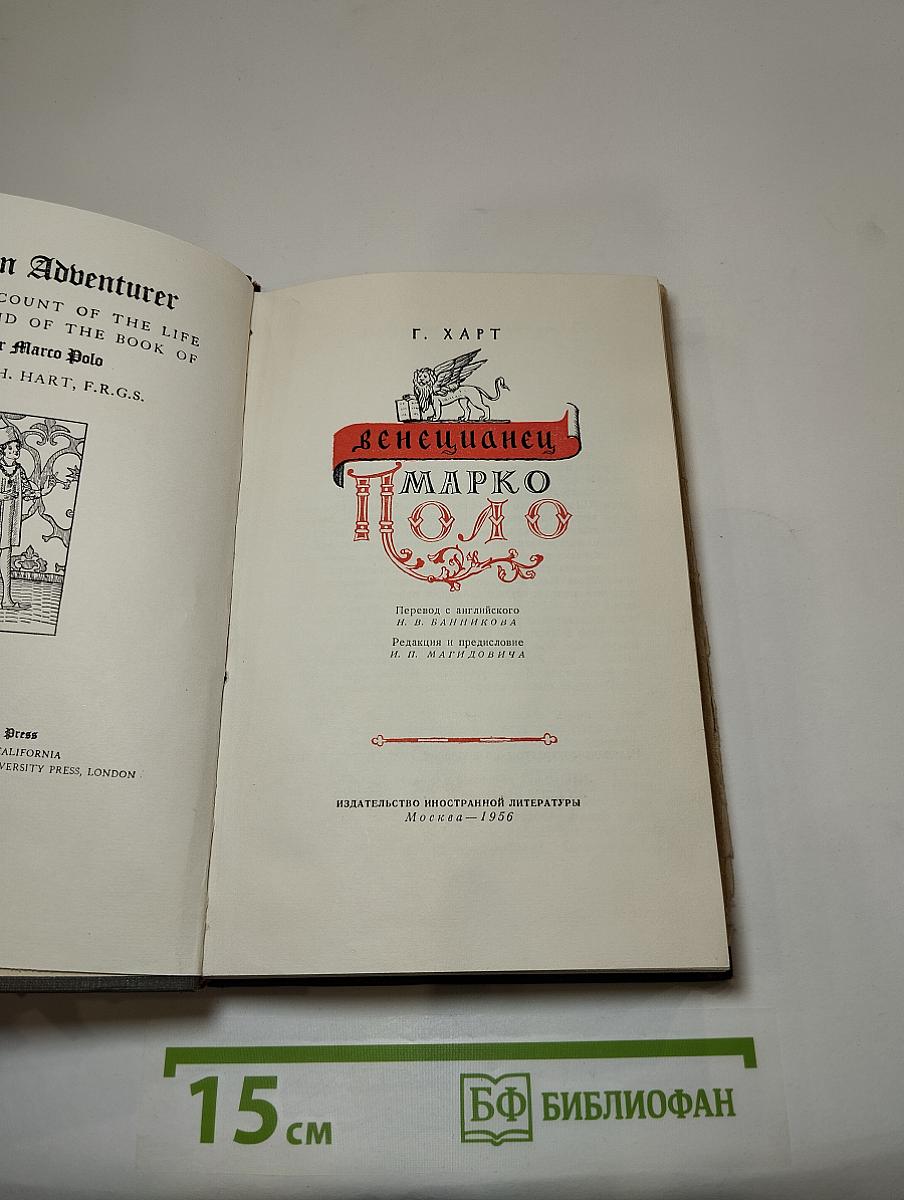 n Adventurer
COUNT OF THE LIFE
ND OF THE BOOK OF
r Marco Polo
H. HART, F.R.G.S.
Press
CALIFORNIA
VERSITY PRESS, LONDON
Г. ХАРТ
ВЕНЕЦИАНЕЦ
МАРКО
ПОЛО
Перевод с английского
Н. В. БАННИКОВА
Редакция и предисловие
И. П. МАГИДОВИЧА
ИЗДАТЕЛЬСТВО ИНОСТРАННОЙ ЛИТЕРАТУРЫ
Москва—1956
15 см
БФ БИБЛИОФАН